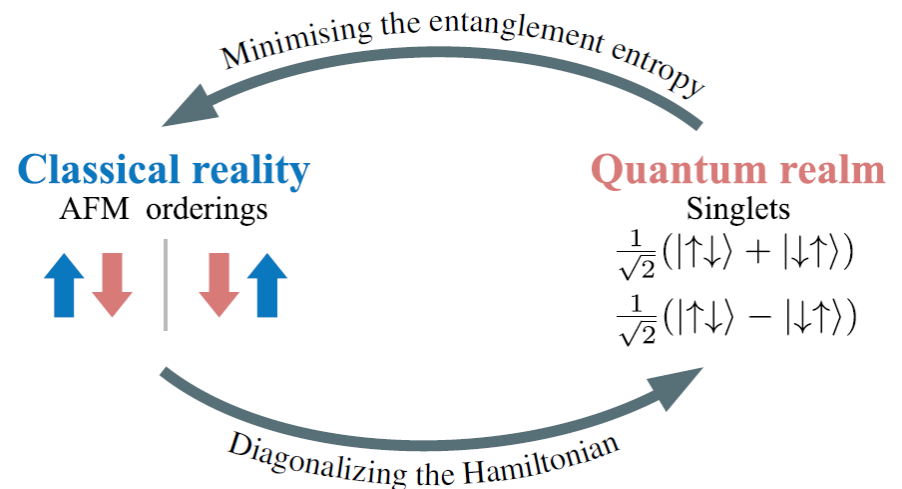 Minimising the entanglement entropy
Classical reality
AFM orderings
Quantum realm
Singlets
1/√2(|↑↓⟩ + |↓↑⟩)
1/√2(|↑↓⟩ − |↓↑⟩)
Diagonalizing the Hamiltonian